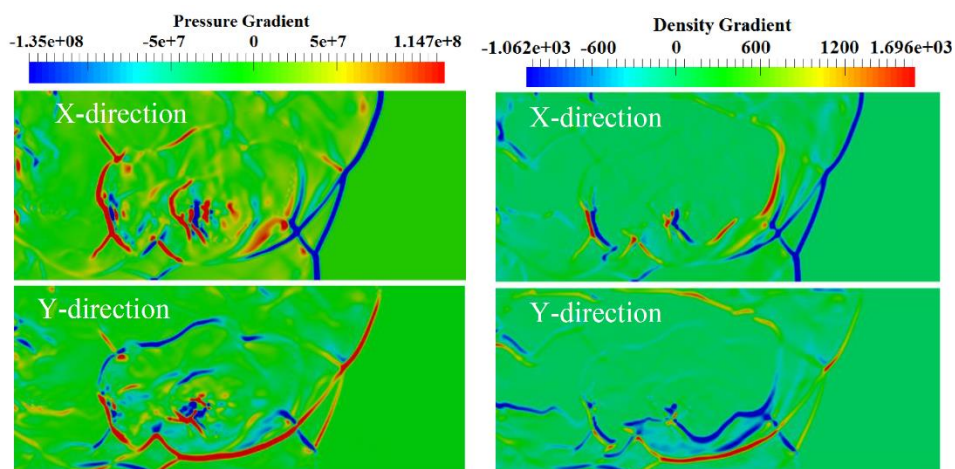 Pressure Gradient
-1.35e+08 -5e+7 0 5e+7 1.147e+8
X-direction
Y-direction
Density Gradient
-1.062e+03 -600 0 600 1200 1.696e+03
X-direction
Y-direction